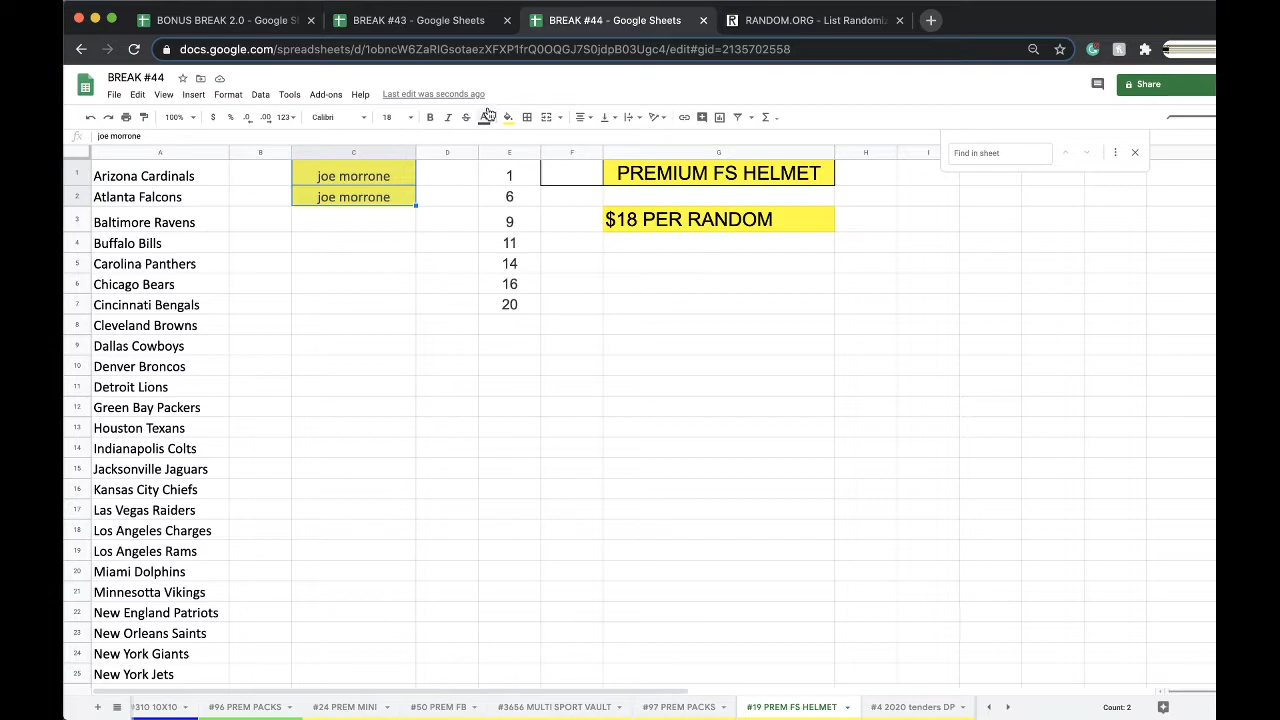 BONUS BREAK 2.0 - Google S
BREAK #43 - Google Sheets
BREAK #44 - Google Sheets
RANDOM.ORG - List Randomiz
docs.google.com/spreadsheets/d/1obncW6ZaRIGsotaezXFXP1frQ0OQGJ7S0jdpB03Ugc4/edit#gid=2135702558
BREAK #44
File Edit View Insert Format Data Tools Add-ons Help Last edit was seconds ago
Share
100% $ % .0 .00 123 Calibri 18 B I S A
fx joe morrone
Find in sheet
A B C D E F G H I
1 Arizona Cardinals joe morrone 1 PREMIUM FS HELMET
2 Atlanta Falcons joe morrone 6
3 Baltimore Ravens 9 $18 PER RANDOM
4 Buffalo Bills 11
5 Carolina Panthers 14
6 Chicago Bears 16
7 Cincinnati Bengals 20
8 Cleveland Browns
9 Dallas Cowboys
10 Denver Broncos
11 Detroit Lions
12 Green Bay Packers
13 Houston Texans
14 Indianapolis Colts
15 Jacksonville Jaguars
16 Kansas City Chiefs
17 Las Vegas Raiders
18 Los Angeles Charges
19 Los Angeles Rams
20 Miami Dolphins
21 Minnesotta Vikings
22 New England Patriots
23 New Orleans Saints
24 New York Giants
25 New York Jets
#310 10X10 #96 PREM PACKS #24 PREM MINI #50 PREM FB #3656 MULTI SPORT VAULT #97 PREM PACKS #19 PREM FS HELMET #4 2020 tenders DP Count: 2